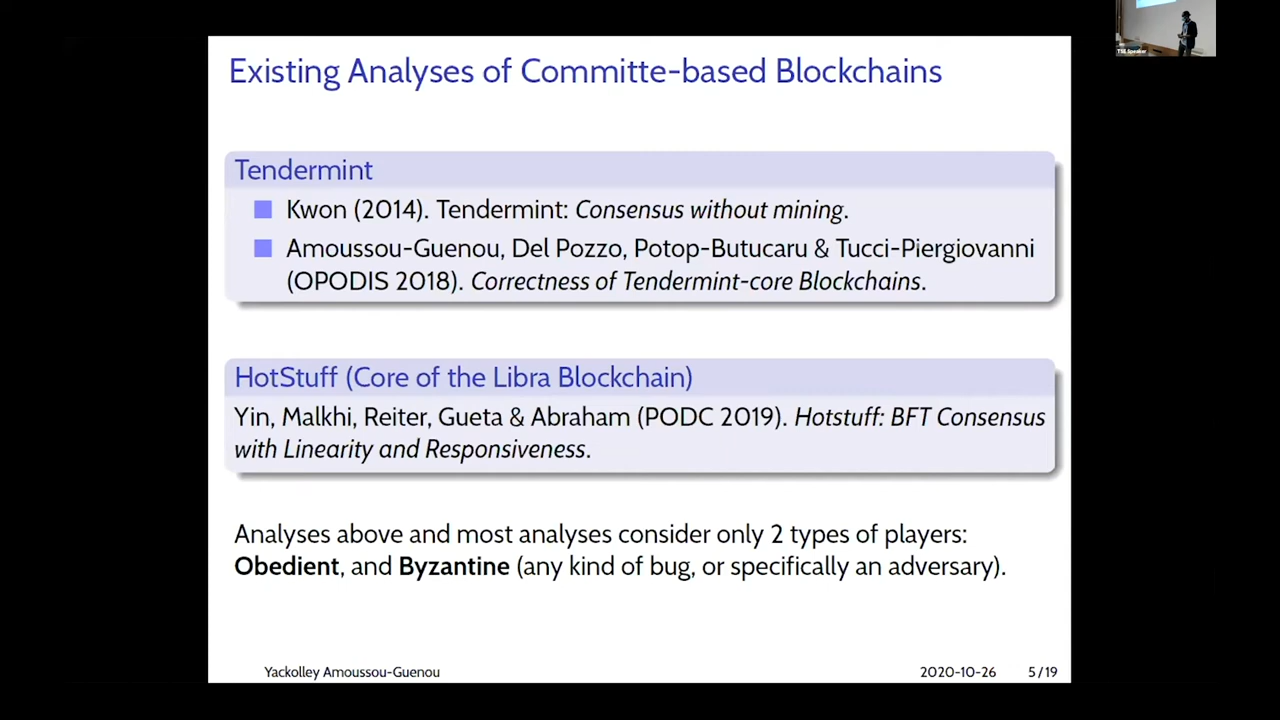 TSE Speaker
Existing Analyses of Committe-based Blockchains
Tendermint
Kwon (2014). Tendermint: Consensus without mining.
Amoussou-Guenou, Del Pozzo, Potop-Butucaru & Tucci-Piergiovanni
(OPODIS 2018). Correctness of Tendermint-core Blockchains.
HotStuff (Core of the Libra Blockchain)
Yin, Malkhi, Reiter, Gueta & Abraham (PODC 2019). Hotstuff: BFT Consensus
with Linearity and Responsiveness.
Analyses above and most analyses consider only 2 types of players:
Obedient, and Byzantine (any kind of bug, or specifically an adversary).
Yackolley Amoussou-Guenou
2020-10-26
5/19